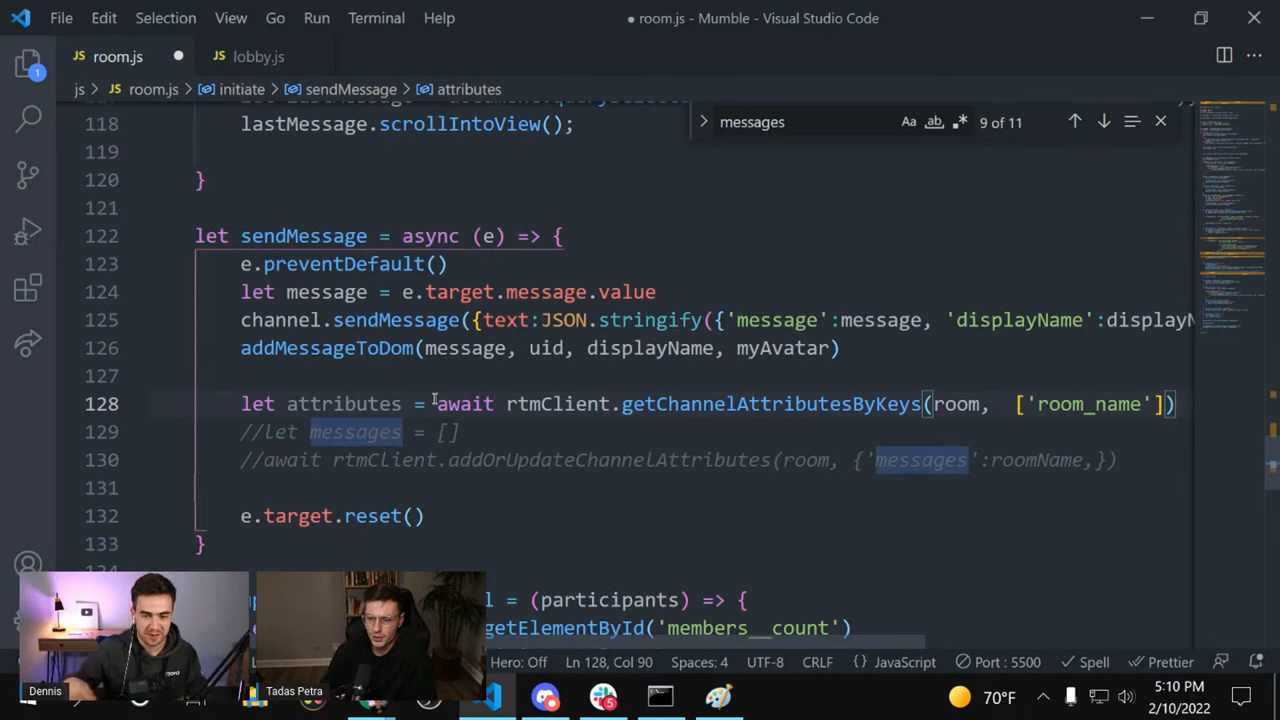 File Edit Selection View Go Run Terminal Help
● room.js - Mumble - Visual Studio Code
JS room.js ●
JS lobby.js
js > JS room.js > initiate > sendMessage > attributes
messages
Aa ab .* 9 of 11
118 lastMessage.scrollIntoView();
119
120 }
121
122 let sendMessage = async (e) => {
123 e.preventDefault()
124 let message = e.target.message.value
125 channel.sendMessage({text:JSON.stringify({'message':message, 'displayName':displayN
126 addMessageToDom(message, uid, displayName, myAvatar)
127
128 let attributes = await rtmClient.getChannelAttributesByKeys(room, ['room_name'])
129 //let messages = []
130 //await rtmClient.addOrUpdateChannelAttributes(room, {'messages':roomName,})
131
132 e.target.reset()
133 }
l = (participants) => {
getElementById('members__count')
1
Hero: Off Ln 128, Col 90 Spaces: 4 UTF-8 CRLF {} JavaScript Port : 5500 Spell Prettier
Dennis
Tadas Petra
5
70°F
5:10 PM
2/10/2022